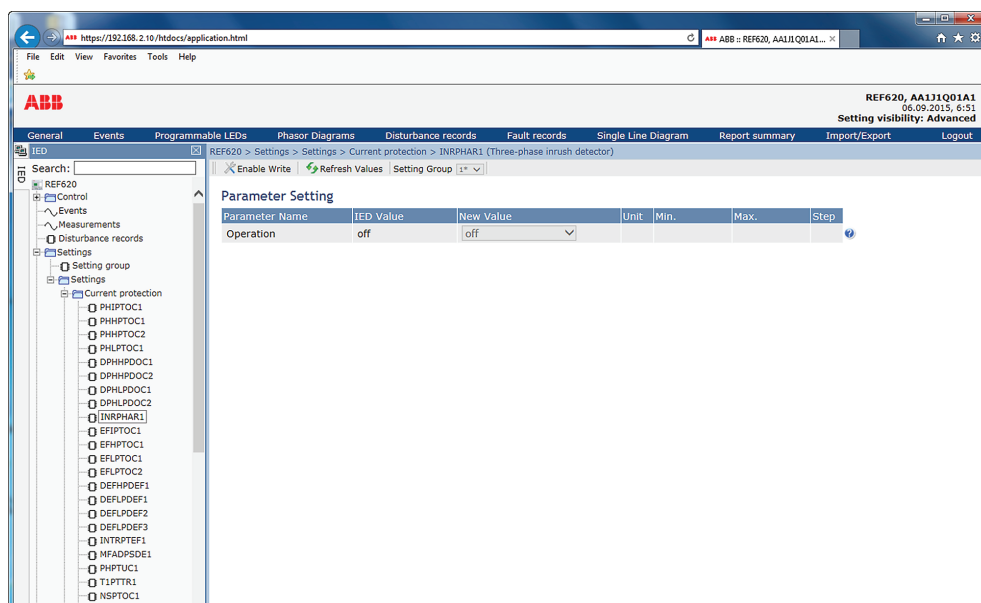 ABB https://192.168.2.10/htdocs/application.html
ABB ABB :: REF620, AA1J1Q01A1...
File Edit View Favorites Tools Help
ABB
REF620, AA1J1Q01A1
06.09.2015, 6:51
Setting visibility: Advanced
General Events Programmable LEDs Phasor Diagrams Disturbance records Fault records Single Line Diagram Report summary Import/Export Logout
IED
IED
REF620 > Settings > Settings > Current protection > INRPHAR1 (Three-phase inrush detector)
Search:
Enable Write Refresh Values Setting Group 1*
REF620
Control
Events
Measurements
Disturbance records
Settings
Setting group
Settings
Current protection
PHIPTOC1
PHHPTOC1
PHHPTOC2
PHLPTOC1
DPHHPDOC1
DPHHPDOC2
DPHLPDOC1
DPHLPDOC2
INRPHAR1
EFIPTOC1
EFHPTOC1
EFLPTOC1
EFLPTOC2
DEFHPDEF1
DEFLPDEF1
DEFLPDEF2
DEFLPDEF3
INTRPTEF1
MFADPSDE1
PHPTUC1
T1PTTR1
NSPTOC1
Parameter Setting
Parameter Name IED Value New Value Unit Min. Max. Step
Operation off off